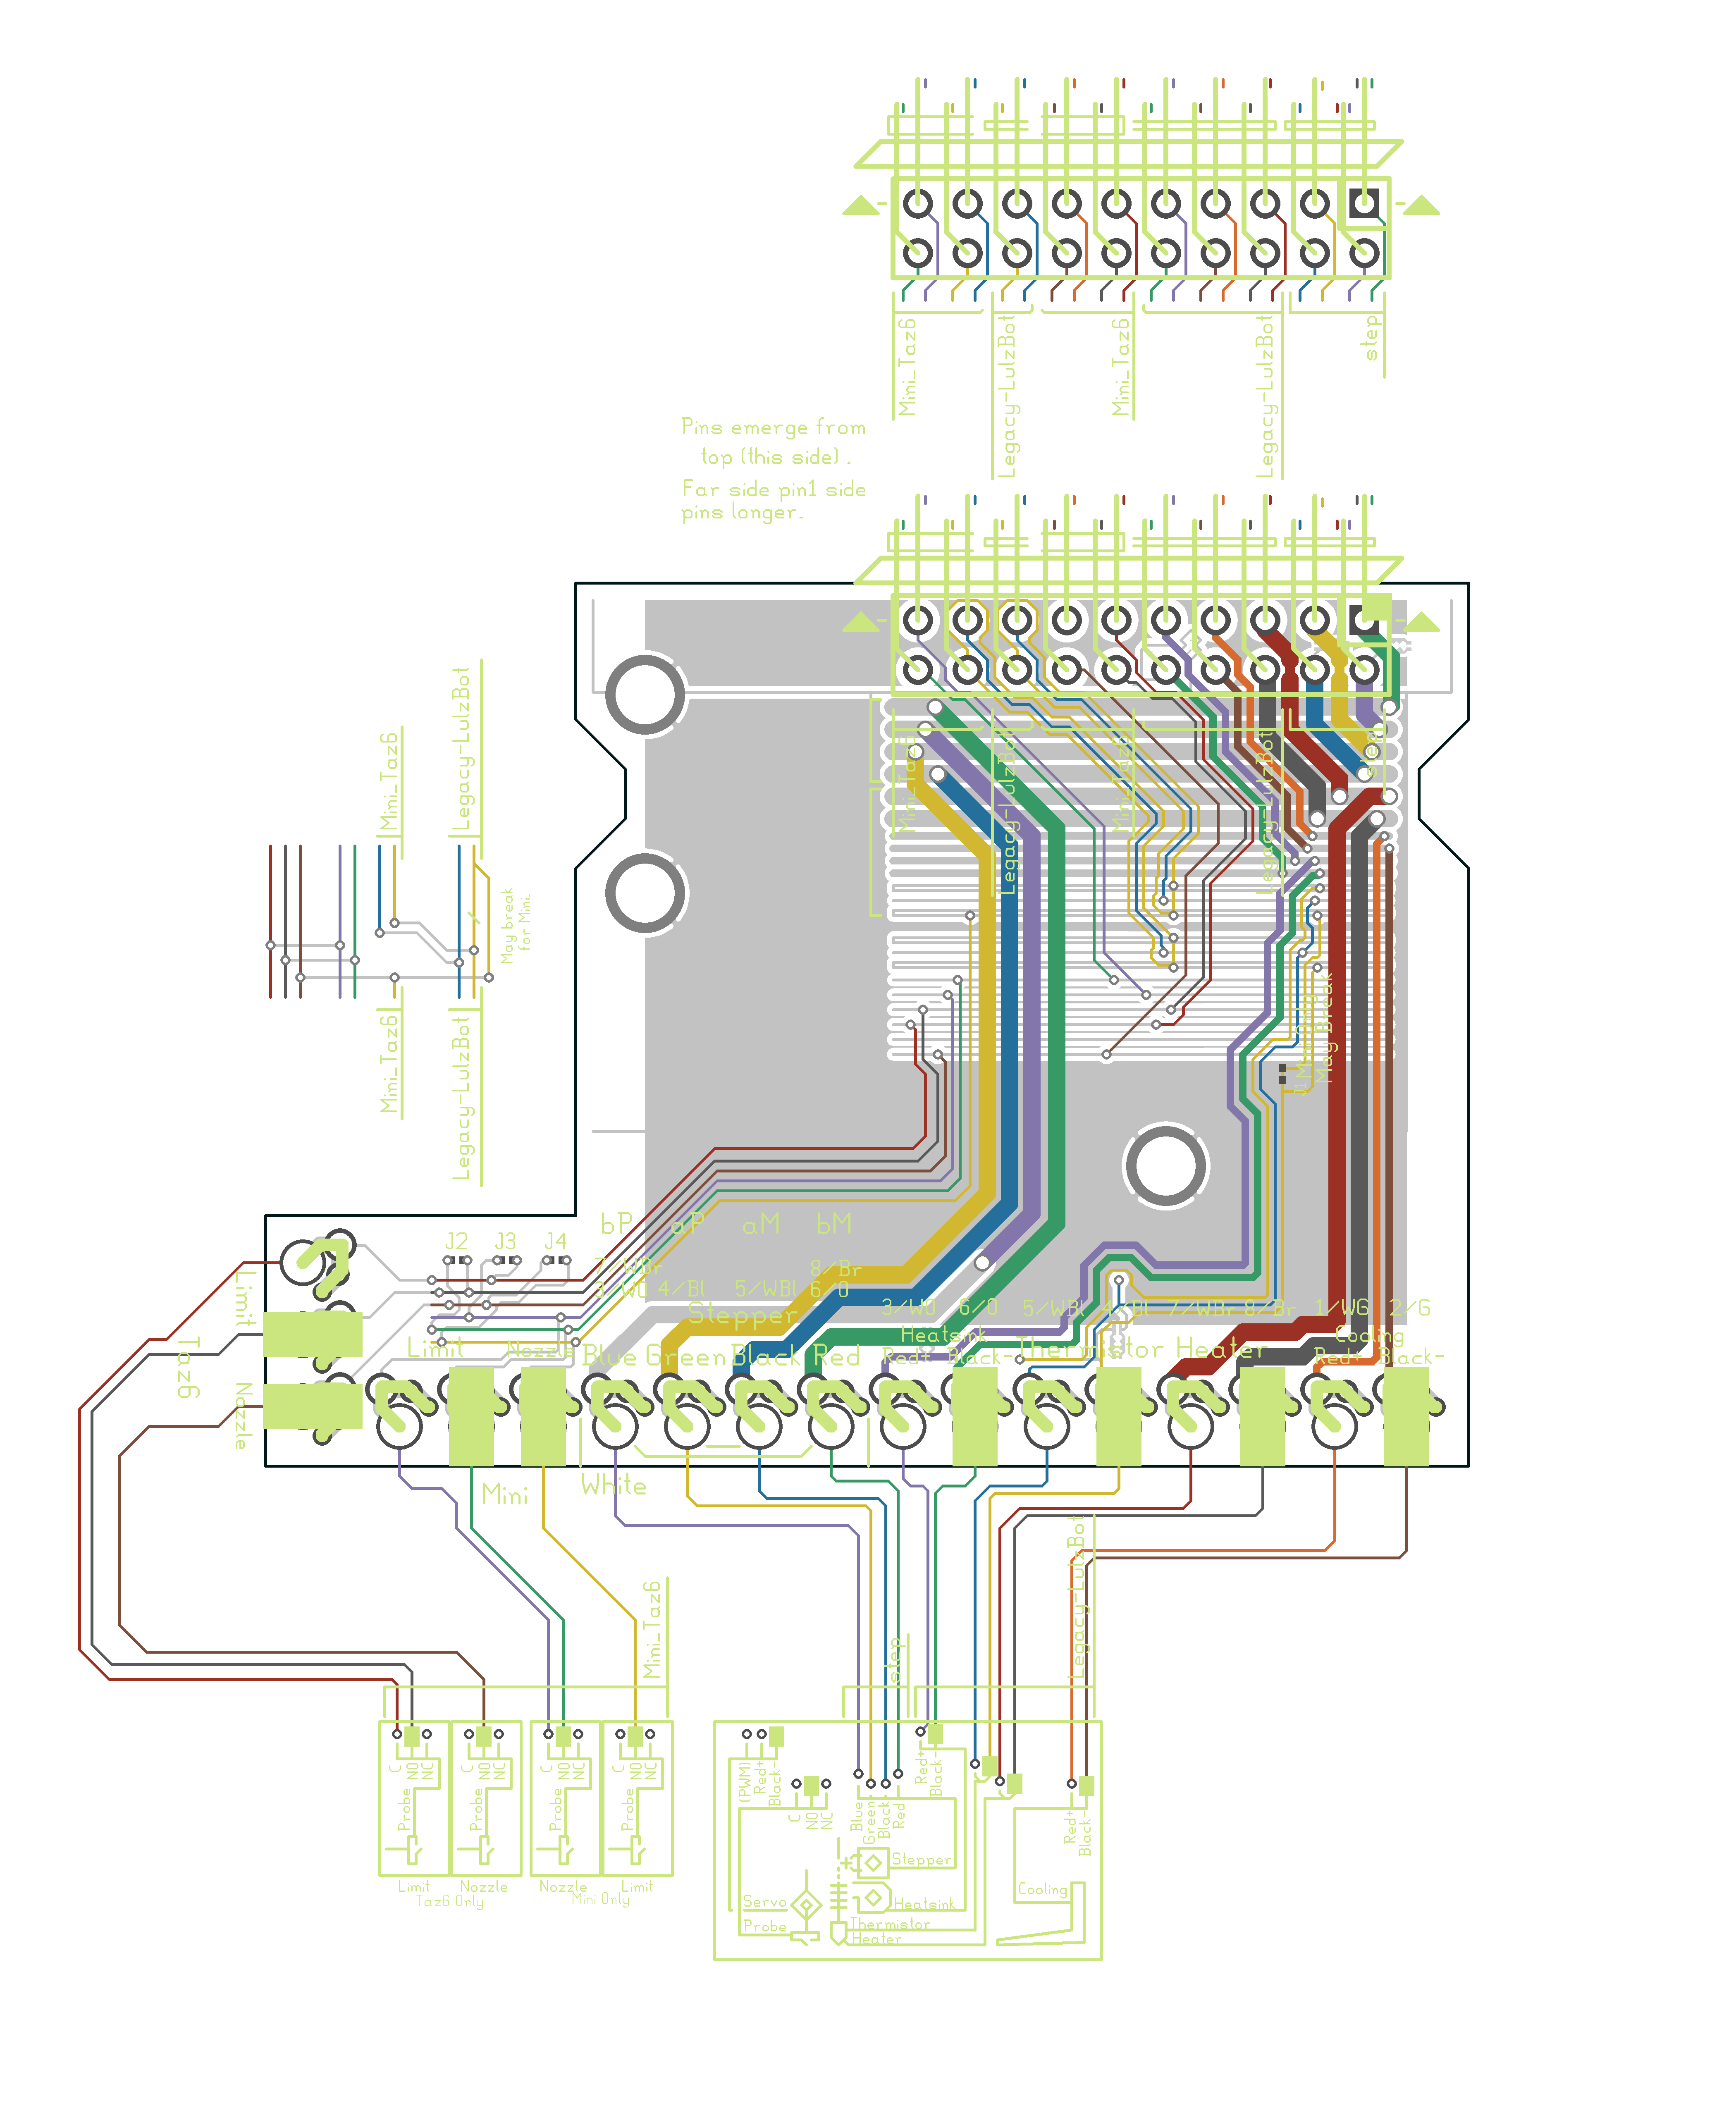 Mini_Taz6
Legacy-LulzBot
Mini_Taz6
Legacy-LulzBot
step
Pins emerge from
top (this side) .
Far side pin1 side
pins longer.
Mini_Taz6
Legacy-LulzBot
Mini_Taz6
Legacy-LulzBot
step
Mini_Taz6
Legacy-LulzBot
May break
for Mini.
Mini_Taz6
Legacy-LulzBot
May Break
bP
aP
aM
bM
J2
J3
J4
8/Br
3/WO
4/Bl
5/WBl
6/O
Stepper
3/WO
6/O
5/WBl
4/Bl
7/WBr
8/Br
1/WG
2/G
Limit
Taz6
Nozzle
Limit
Nozzle
Blue
Green
Black
Red
Heatsink
Red+
Black-
Thermistor
Heater
Cooling
Red+
Black-
Mini
White
Mini_Taz6
step
Legacy-LulzBot
C
NO
NC
Probe
C
NO
NC
Probe
C
NO
NC
Probe
C
NO
NC
Probe
Limit
Nozzle
Taz6 Only
Nozzle
Limit
Mini Only
(PWM)
Red+
Black-
C
NO
NC
Blue
Green
Black
Red
Red+
Black-
Red+
Black-
Stepper
Servo
Heatsink
Probe
Thermistor
Heater
Cooling